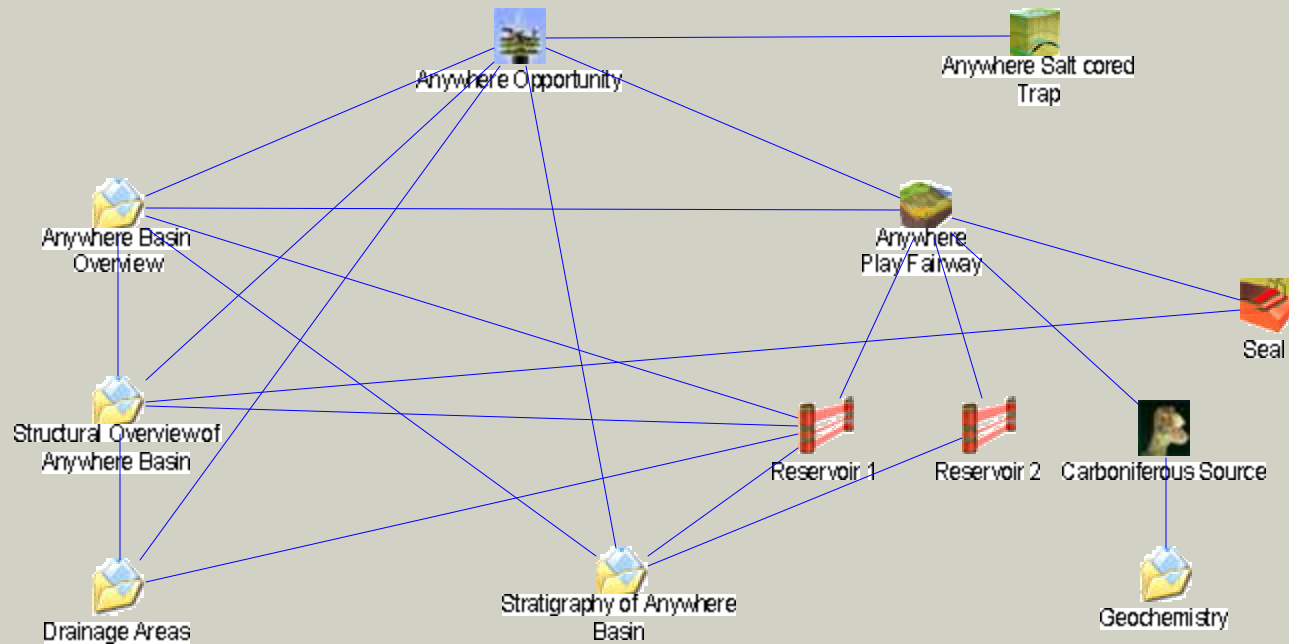 Anywhere Opportunity
Anywhere Salt cored
Trap
Anywhere Basin
Overview
Anywhere
Play Fairway
Seal
Structural Overviewof
Anywhere Basin
Reservoir 1
Reservoir 2
Carboniferous Source
Drainage Areas
Stratigraphy of Anywhere
Basin
Geochemistry